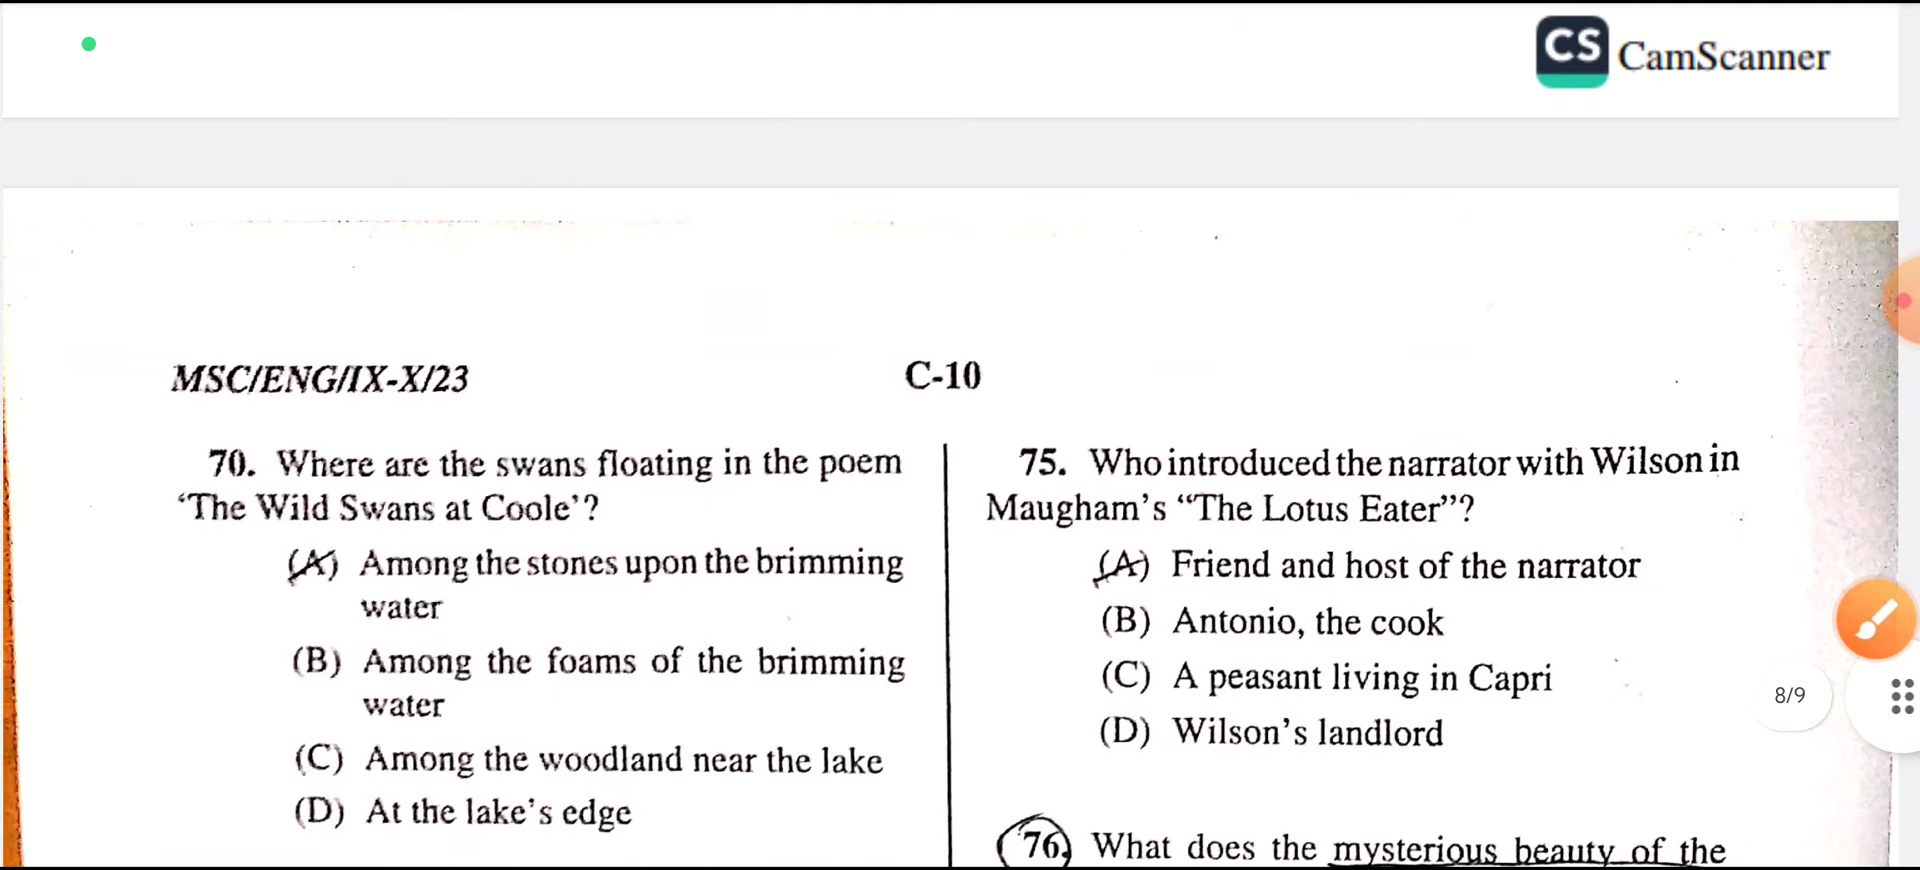 CS CamScanner
MSC/ENG/IX-X/23
C-10
70. Where are the swans floating in the poem
‘The Wild Swans at Coole’?
(A) Among the stones upon the brimming
water
(B) Among the foams of the brimming
water
(C) Among the woodland near the lake
(D) At the lake’s edge
75. Who introduced the narrator with Wilson in
Maugham’s “The Lotus Eater”?
(A) Friend and host of the narrator
(B) Antonio, the cook
(C) A peasant living in Capri
(D) Wilson’s landlord
76. What does the mysterious beauty of the
8/9